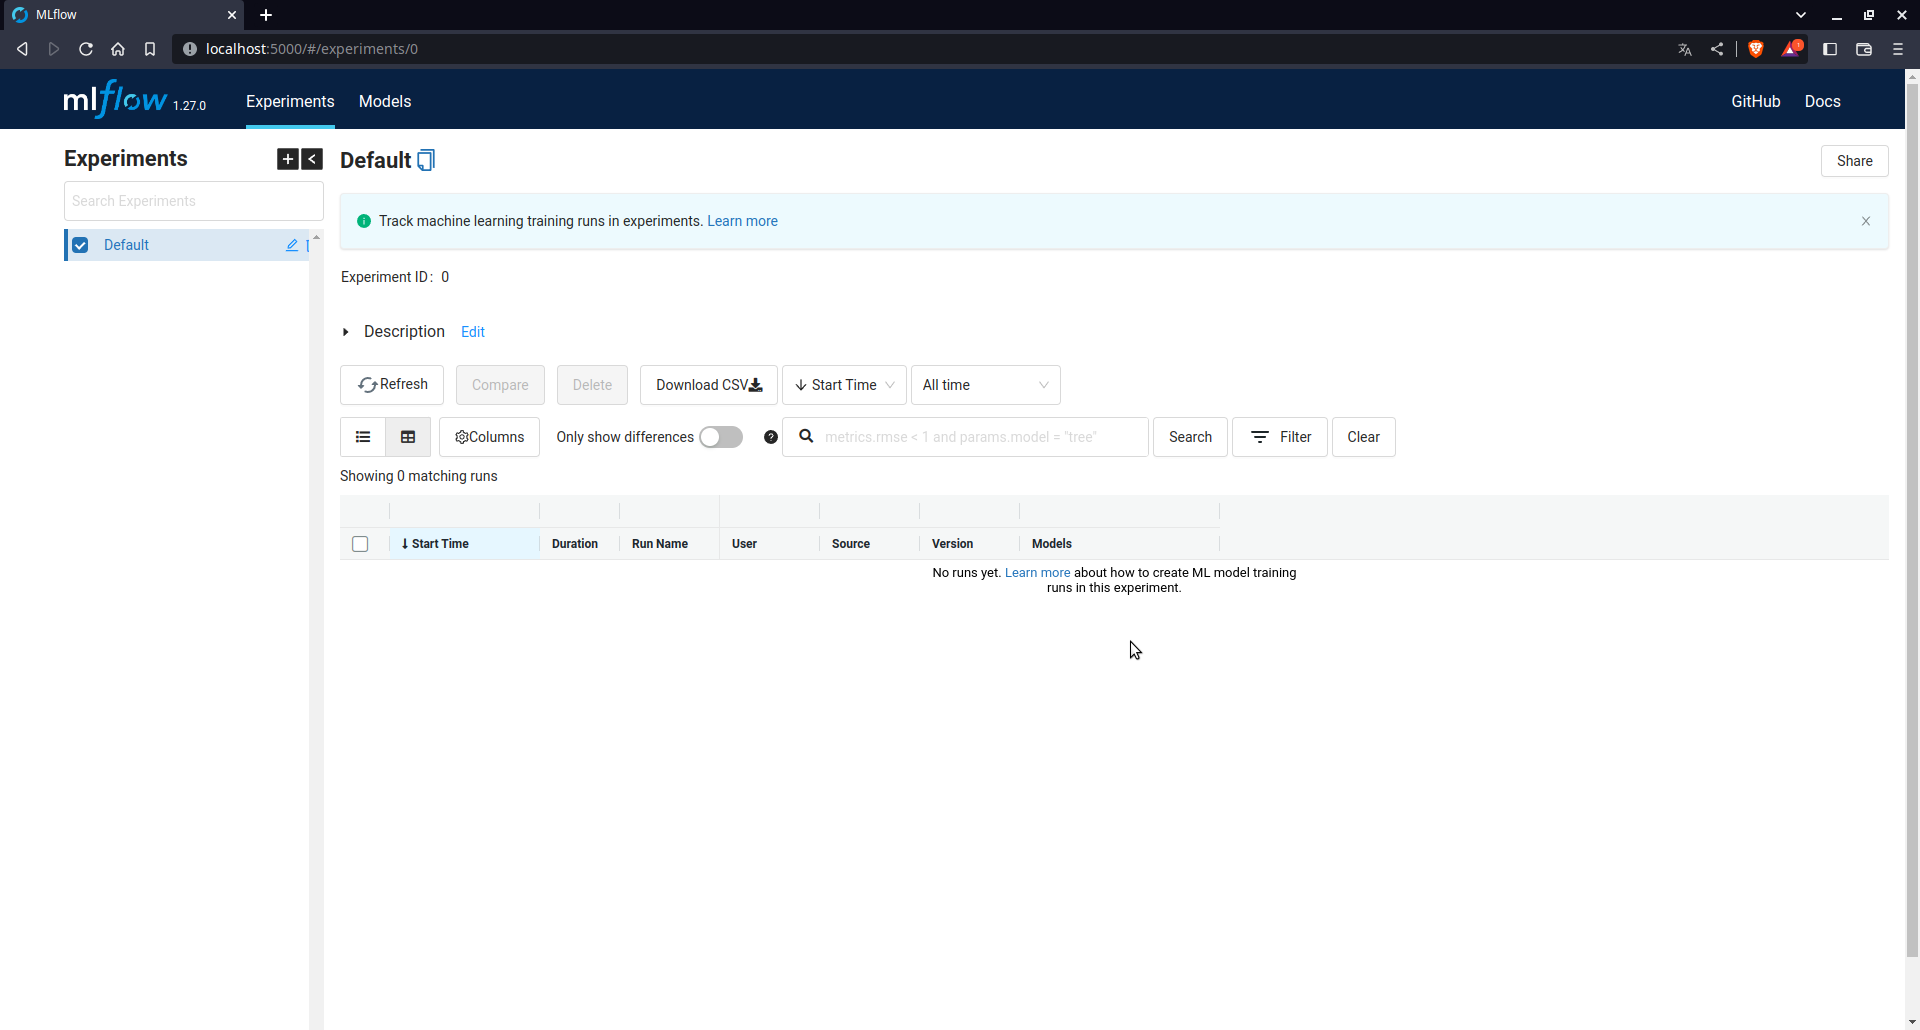 MLflow
localhost:5000/#/experiments/0
mlflow 1.27.0 Experiments Models GitHub Docs
Experiments
Search Experiments
Default
Default
Share
Track machine learning training runs in experiments. Learn more
Experiment ID: 0
Description Edit
Refresh Compare Delete Download CSV Start Time All time
Columns Only show differences metrics.rmse < 1 and params.model = "tree" Search Filter Clear
Showing 0 matching runs
Start Time Duration Run Name User Source Version Models
No runs yet. Learn more about how to create ML model training
runs in this experiment.